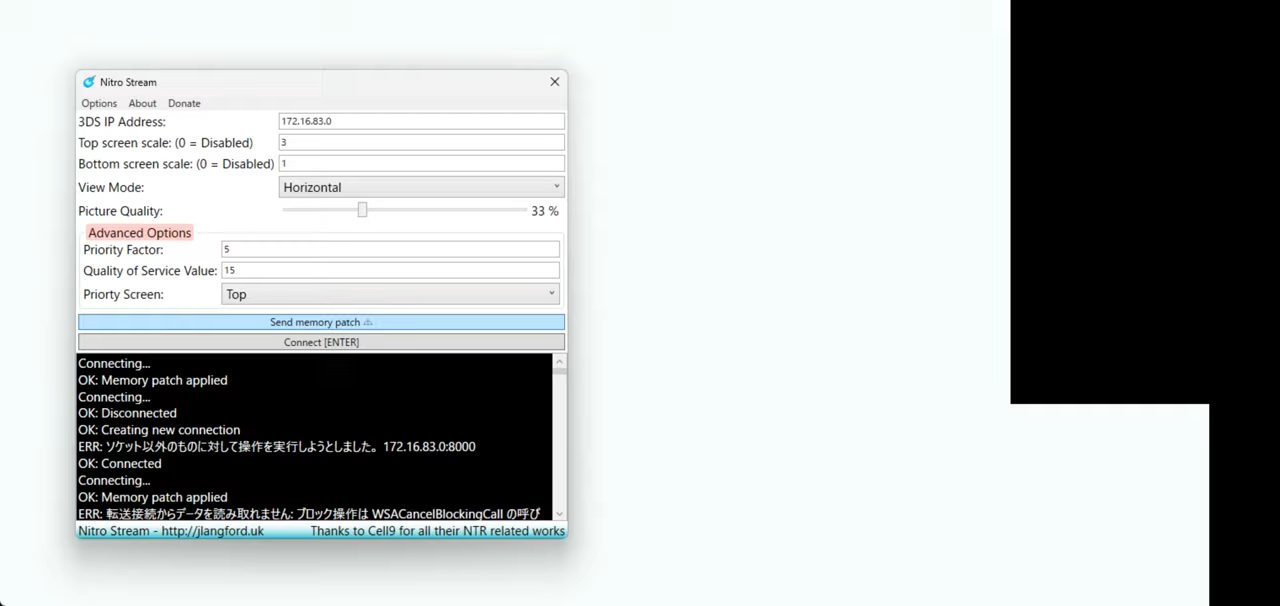 Nitro Stream
Options About Donate
3DS IP Address: 172.16.83.0
Top screen scale: (0 = Disabled) 3
Bottom screen scale: (0 = Disabled) 1
View Mode: Horizontal
Picture Quality: 33 %
Advanced Options
Priority Factor: 5
Quality of Service Value: 15
Priorty Screen: Top
Send memory patch ⚠
Connect [ENTER]
Connecting...
OK: Memory patch applied
Connecting...
OK: Disconnected
OK: Creating new connection
ERR: ソケット以外のものに対して操作を実行しようとしました。 172.16.83.0:8000
OK: Connected
Connecting...
OK: Memory patch applied
ERR: 転送接続からデータを読み取れません: ブロック操作は WSACancelBlockingCall の呼び
Nitro Stream - http://jlangford.uk Thanks to Cell9 for all their NTR related works